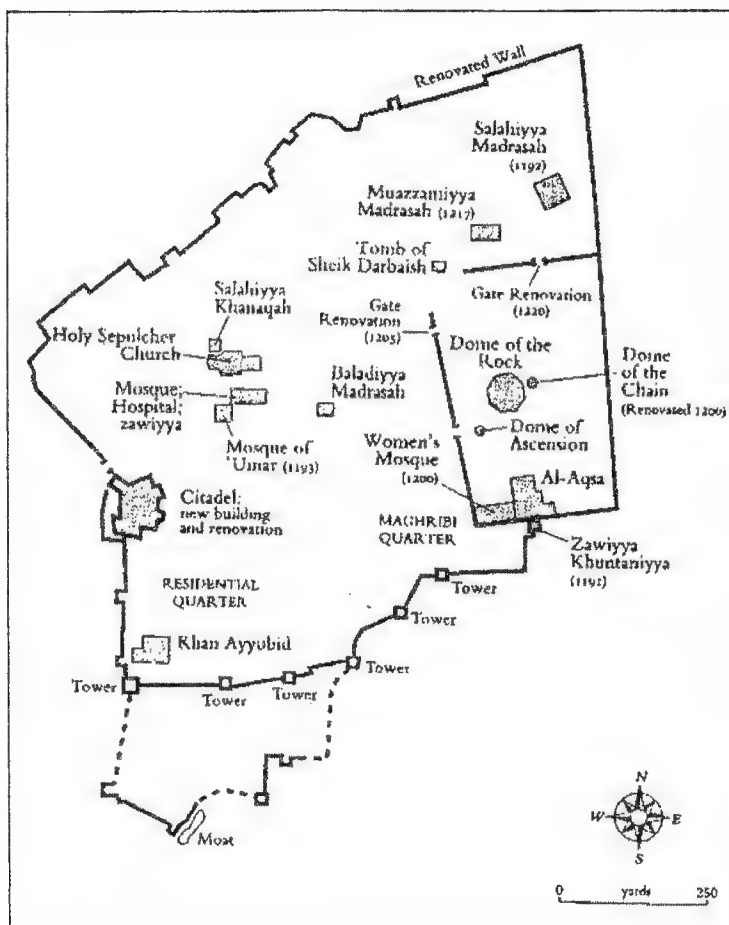 Renovated Wall
Salahiyya
Madrasah
(1192)
Muazzamiyya
Madrasah (1217)
Tomb of
Sheik Darbaish
Gate Renovation
(1220)
Salahiyya
Khanaqah
Gate
Renovation
(1205)
Holy Sepulcher
Church
Dome of the
Rock
Dome
of the
Chain
(Renovated 1200)
Mosque;
Hospital;
zawiyya
Baladiyya
Madrasah
Mosque of
'Umar (1193)
Women's
Mosque
(1200)
Dome of
Ascension
Al-Aqsa
Citadel:
new building
and renovation
MAGHRIBI
QUARTER
Zawiyya
Khuntaniyya
(1191)
RESIDENTIAL
QUARTER
Tower
Tower
Khan Ayyubid
Tower
Tower
Tower
Tower
Moat
N
W
E
S
0 yards 250